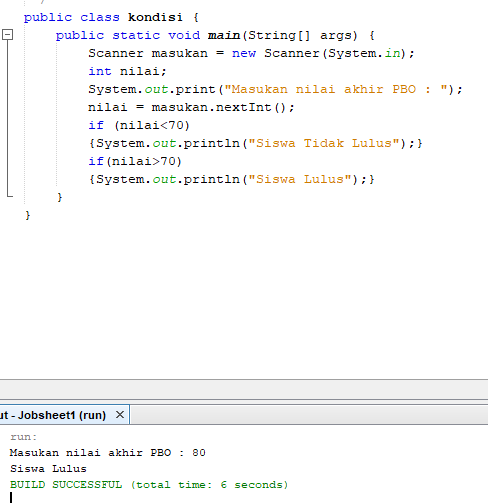 public class kondisi {
public static void main(String[] args) {
Scanner masukan = new Scanner(System.in);
int nilai;
System.out.print("Masukan nilai akhir PBO : ");
nilai = masukan.nextInt();
if (nilai<70)
{System.out.println("Siswa Tidak Lulus");}
if(nilai>70)
{System.out.println("Siswa Lulus");}
}
}
ut - Jobsheet1 (run) ×
run:
Masukan nilai akhir PBO : 80
Siswa Lulus
BUILD SUCCESSFUL (total time: 6 seconds)